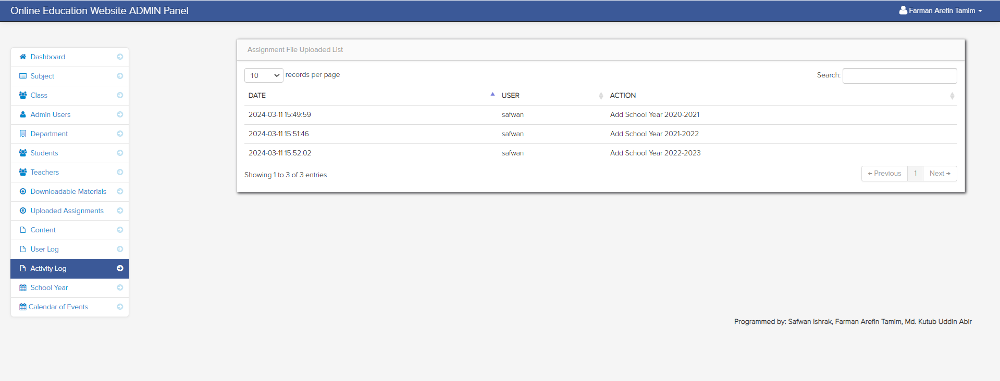 Online Education Website ADMIN Panel
Farman Arefin Tamim
Dashboard
Subject
Class
Admin Users
Department
Students
Teachers
Downloadable Materials
Uploaded Assignments
Content
User Log
Activity Log
School Year
Calendar of Events
Assignment File Uploaded List
10 records per page
Search:
DATE USER ACTION
2024-03-11 15:49:59 safwan Add School Year 2020-2021
2024-03-11 15:51:46 safwan Add School Year 2021-2022
2024-03-11 15:52:02 safwan Add School Year 2022-2023
Showing 1 to 3 of 3 entries
← Previous 1 Next →
Programmed by: Safwan Ishrak, Farman Arefin Tamim, Md. Kutub Uddin Abir